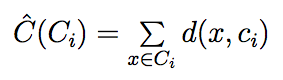 Ĉ(C_i) = ∑_{x∈C_i} d(x, c_i)